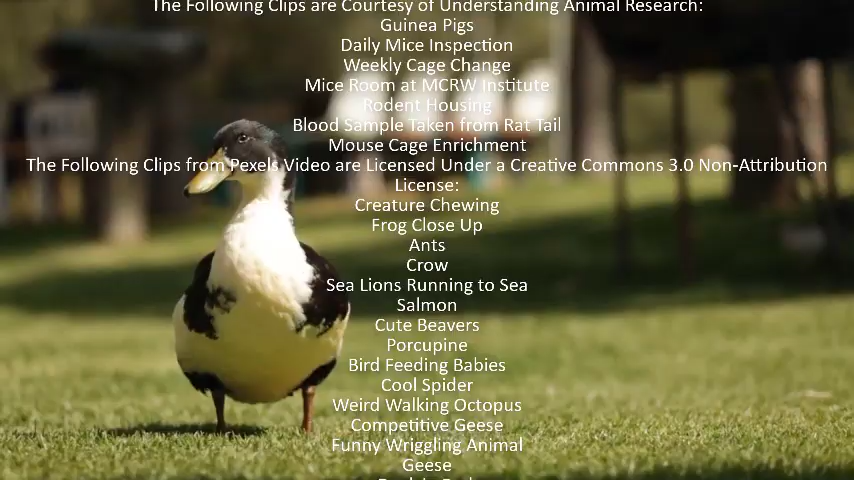 The Following Clips are Courtesy of Understanding Animal Research:
Guinea Pigs
Daily Mice Inspection
Weekly Cage Change
Mice Room at MCRW Institute
Rodent Housing
Blood Sample Taken from Rat Tail
Mouse Cage Enrichment
The Following Clips from Pexels Video are Licensed Under a Creative Commons 3.0 Non-Attribution
License:
Creature Chewing
Frog Close Up
Ants
Crow
Sea Lions Running to Sea
Salmon
Cute Beavers
Porcupine
Bird Feeding Babies
Cool Spider
Weird Walking Octopus
Competitive Geese
Funny Wriggling Animal
Geese